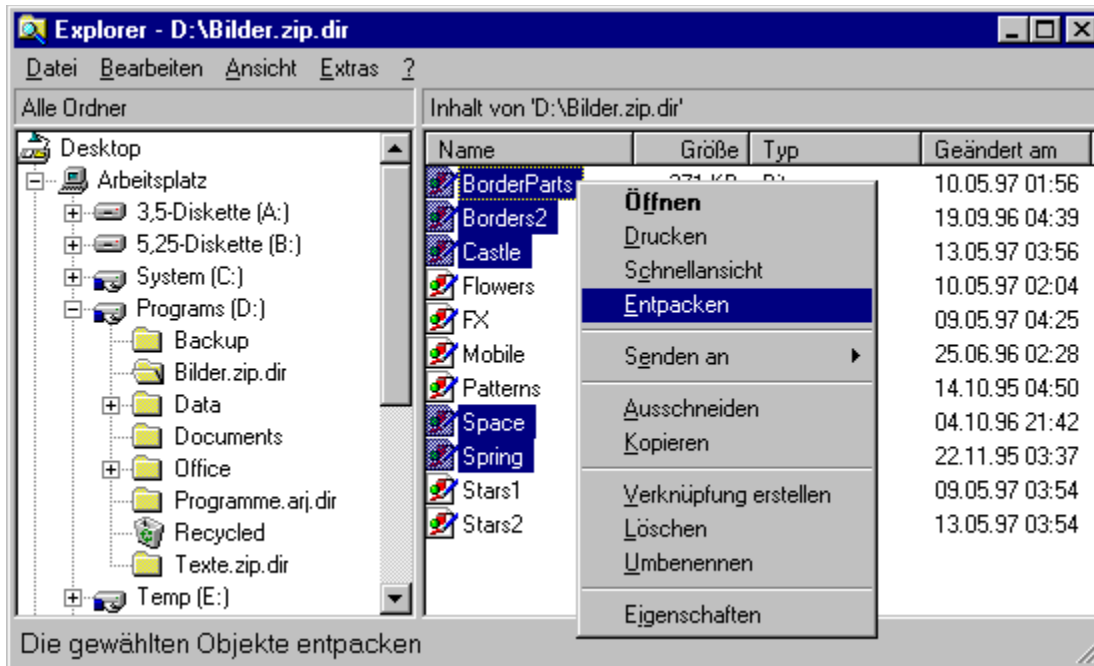 Explorer - D:\Bilder.zip.dir
Datei Bearbeiten Ansicht Extras ?
Alle Ordner
Inhalt von 'D:\Bilder.zip.dir'
Desktop
Arbeitsplatz
3,5-Diskette (A:)
5,25-Diskette (B:)
System (C:)
Programs (D:)
Backup
Bilder.zip.dir
Data
Documents
Office
Programme.arj.dir
Recycled
Texte.zip.dir
Temp (E:)
Name Größe Typ Geändert am
BorderParts 10.05.97 01:56
Borders2 19.09.96 04:39
Castle 13.05.97 03:56
Flowers 10.05.97 02:04
FX 09.05.97 04:25
Mobile 25.06.96 02:28
Patterns 14.10.95 04:50
Space 04.10.96 21:42
Spring 22.11.95 03:37
Stars1 09.05.97 03:54
Stars2 13.05.97 03:54
Öffnen
Drucken
Schnellansicht
Entpacken
Senden an
Ausschneiden
Kopieren
Verknüpfung erstellen
Löschen
Umbenennen
Eigenschaften
Die gewählten Objekte entpacken